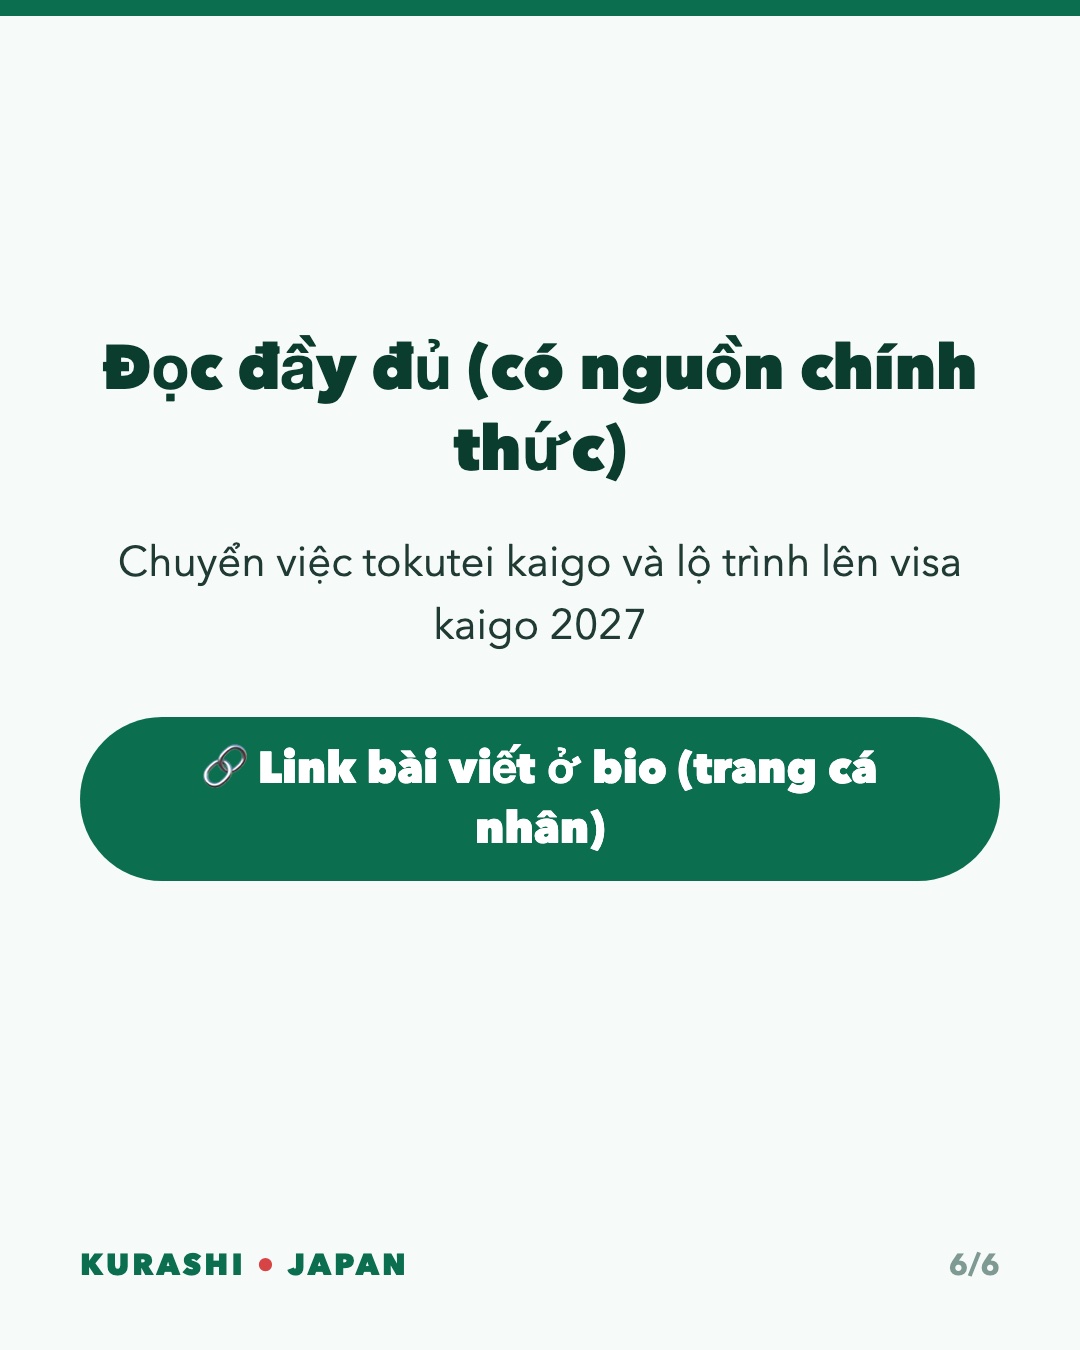 Đọc đầy đủ (có nguồn chính
thức)
Chuyển việc tokutei kaigo và lộ trình lên visa
kaigo 2027
🔗 Link bài viết ở bio (trang cá
nhân)
KURASHI • JAPAN
6/6